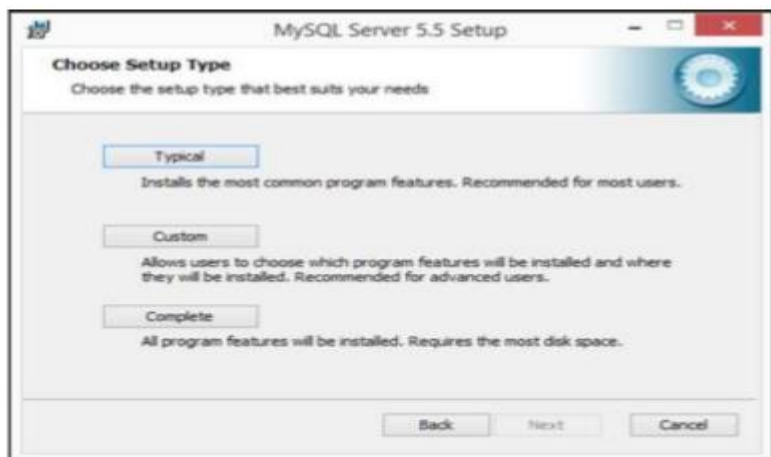 MySQL Server 5.5 Setup
Choose Setup Type
Choose the setup type that best suits your needs
Typical
Installs the most common program features. Recommended for most users.
Custom
Allows users to choose which program features will be installed and where
they will be installed. Recommended for advanced users.
Complete
All program features will be installed. Requires the most disk space.
Back Next Cancel